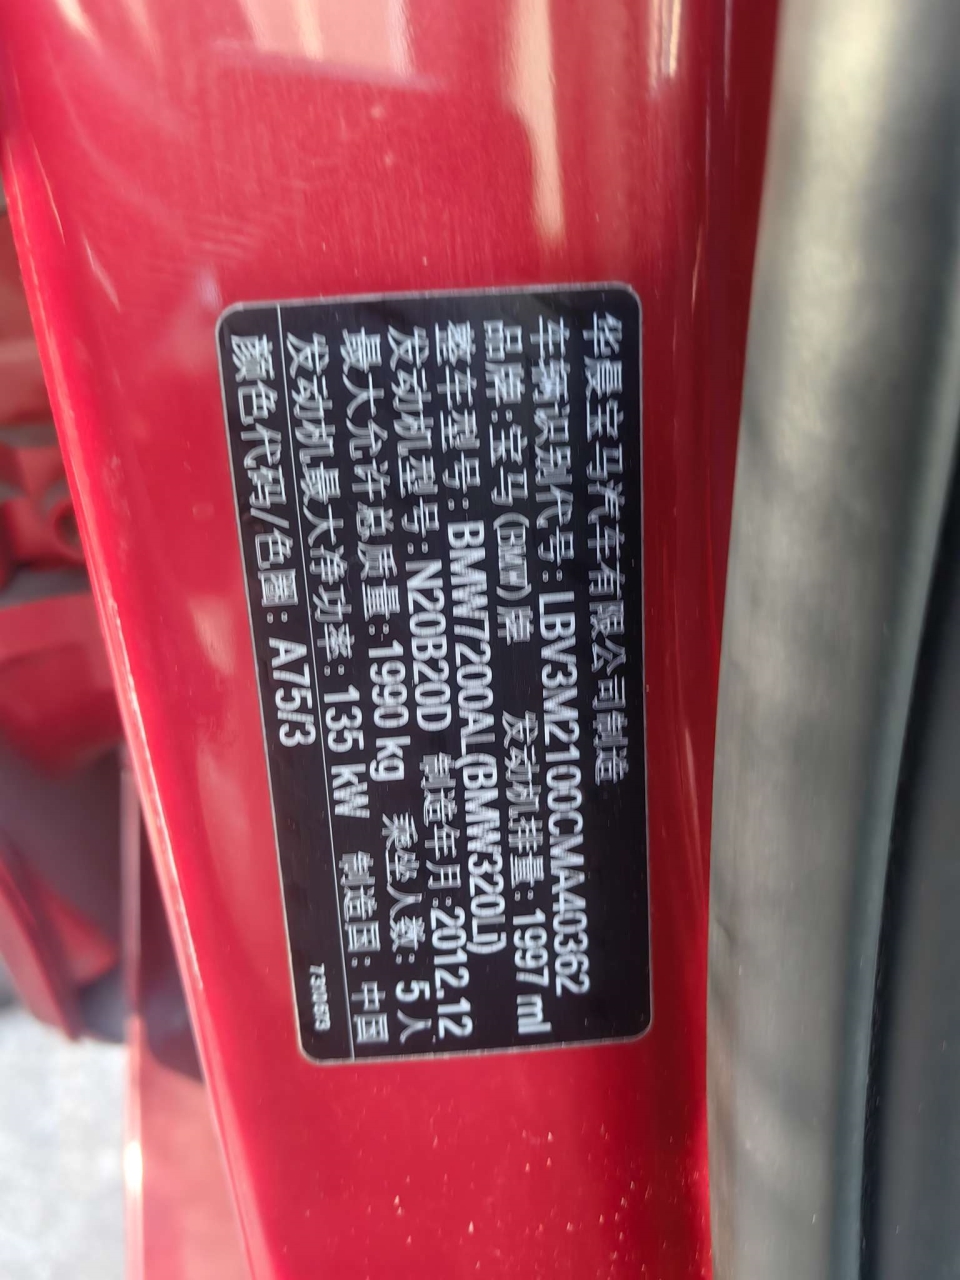 华晨宝马汽车有限公司制造
车辆识别代号: LBV3M2100CMA40362
品牌: 宝马(BMW)牌 发动机排量: 1997 ml
整车型号: BMW7200AL(BMW320Li)
发动机型号: N20B20D 制造年月: 2012.12
最大允许总质量: 1990 kg 乘坐人数: 5 人
发动机最大净功率: 135 kW 制造国: 中国
颜色代码/色圖: A75/3